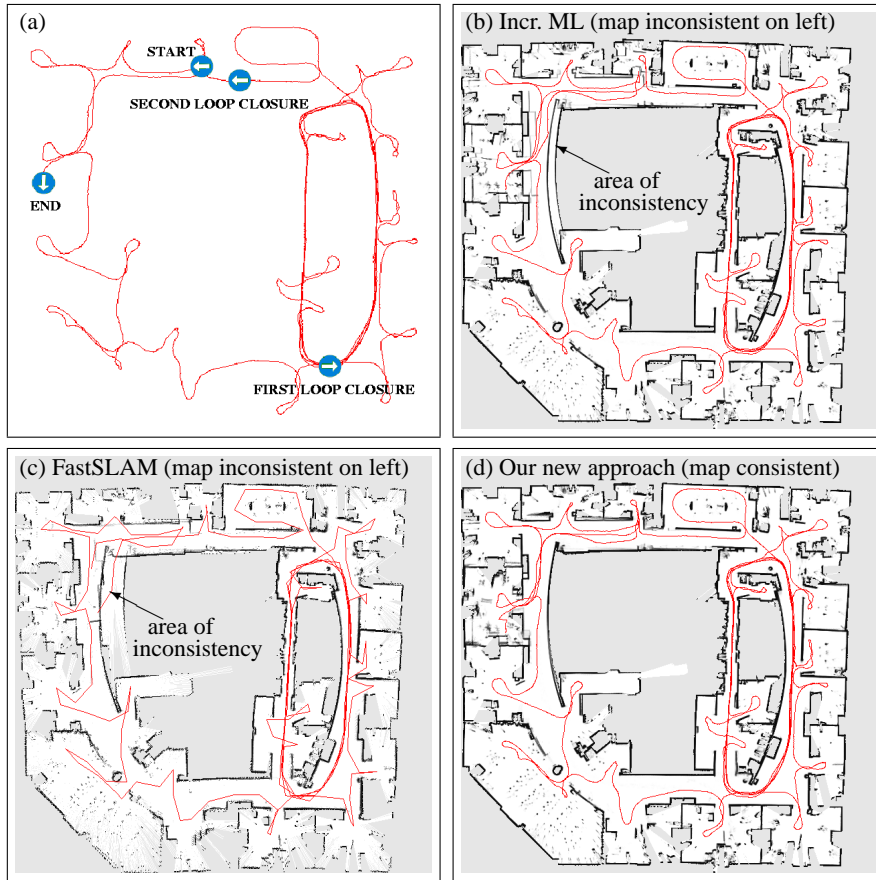 (a)
START
SECOND LOOP CLOSURE
END
FIRST LOOP CLOSURE
(b) Incr. ML (map inconsistent on left)
area of
inconsistency
(c) FastSLAM (map inconsistent on left)
area of
inconsistency
(d) Our new approach (map consistent)